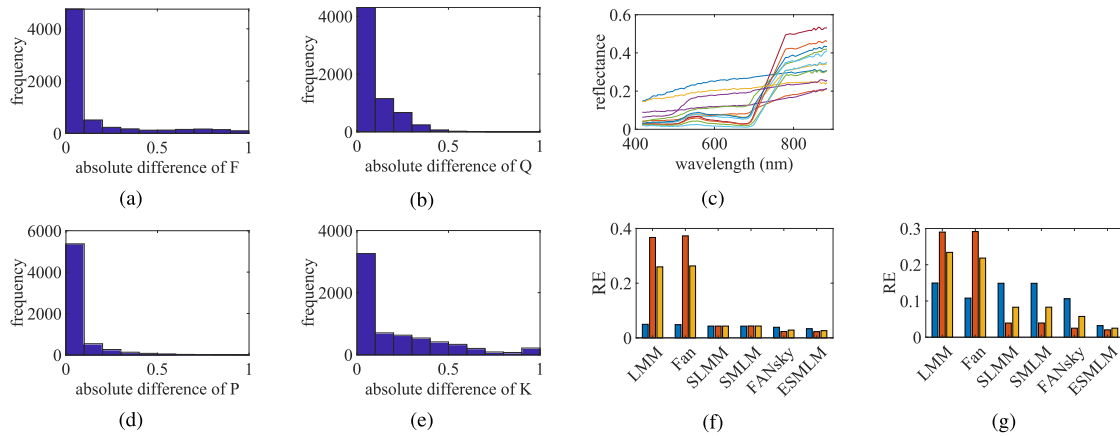 4000
2000
0
frequency
0 0.5 1
absolute difference of F
(a)
4000
2000
0
frequency
0 0.5 1
absolute difference of Q
(b)
0.6
0.4
0.2
0
reflectance
400 600 800
wavelength (nm)
(c)
6000
4000
2000
0
frequency
0 0.5 1
absolute difference of P
(d)
4000
2000
0
frequency
0 0.5 1
absolute difference of K
(e)
0.4
0.2
0
RE
LMM
Fan
SLMM
SMLM
FANsky
ESMLM
(f)
0.3
0.2
0.1
0
RE
LMM
Fan
SLMM
SMLM
FANsky
ESMLM
(g)